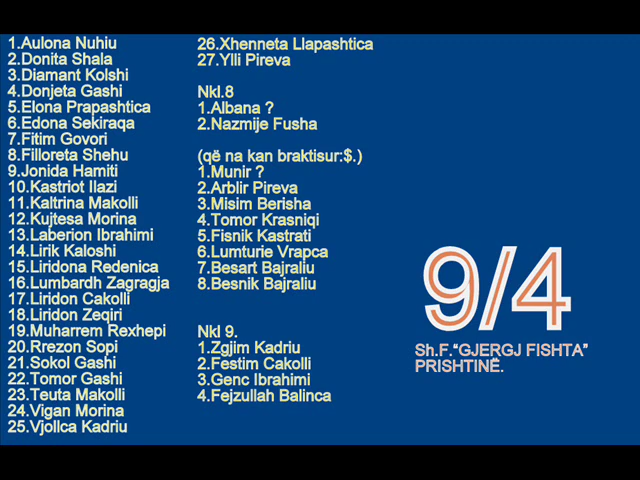 1.Aulona Nuhiu
2.Donita Shala
3.Diamant Kolshi
4.Donjeta Gashi
5.Elona Prapashtica
6.Edona Sekiraqa
7.Fitim Govori
8.Filloreta Shehu
9.Jonida Hamiti
10.Kastriot Ilazi
11.Kaltrina Makolli
12.Kujtesa Morina
13.Laberion Ibrahimi
14.Lirik Kaloshi
15.Liridona Redenica
16.Lumbardh Zagragja
17.Liridon Cakolli
18.Liridon Zeqiri
19.Muharrem Rexhepi
20.Rrezon Sopi
21.Sokol Gashi
22.Tomor Gashi
23.Teuta Makolli
24.Vigan Morina
25.Vjollca Kadriu
26.Xhenneta Llapashtica
27.Ylli Pireva
Nkl.8
1.Albana ?
2.Nazmije Fusha
(që na kan braktisur:$.)
1.Munir ?
2.Arblir Pireva
3.Misim Berisha
4.Tomor Krasniqi
5.Fisnik Kastrati
6.Lumturie Vrapca
7.Besart Bajraliu
8.Besnik Bajraliu
Nkl 9.
1.Zgjim Kadriu
2.Festim Cakolli
3.Genc Ibrahimi
4.Fejzullah Balinca
9/4
Sh.F.“GJERGJ FISHTA”
PRISHTINË.